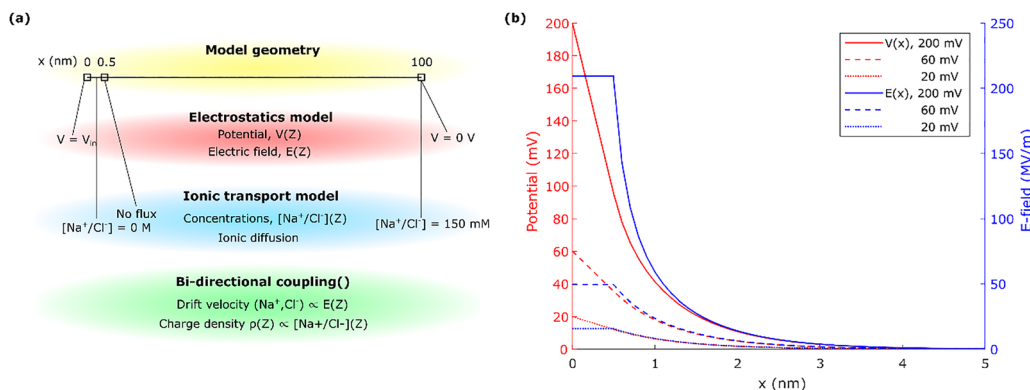 (a)
Model geometry
x (nm) 0 0.5 100
Electrostatics model
Potential, V(Z)
Electric field, E(Z)
V = Vin
V = 0 V
Ionic transport model
No flux
Concentrations, [Na⁺/Cl⁻](Z)
[Na⁺/Cl⁻] = 0 M
[Na⁺/Cl⁻] = 150 mM
Ionic diffusion
Bi-directional coupling()
Drift velocity (Na⁺,Cl⁻) ∝ E(Z)
Charge density ρ(Z) ∝ [Na+/Cl-](Z)
(b)
Potential (mV)
200
180
160
140
120
100
80
60
40
20
0
V(x), 200 mV
60 mV
20 mV
E(x), 200 mV
60 mV
20 mV
250
200
150
100
50
0
E-field (MV/m)
0 1 2 3 4 5
x (nm)